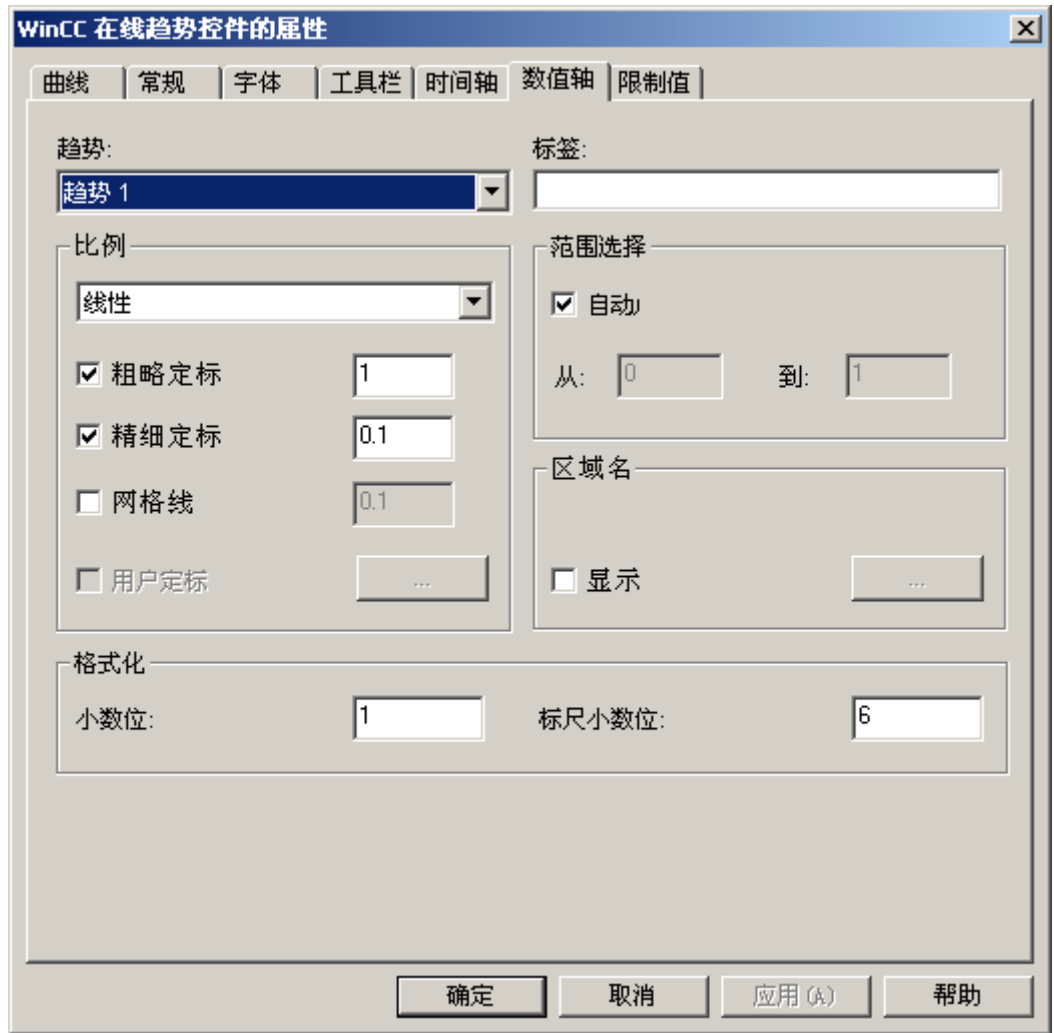 WinCC 在线趋势控件的属性
曲线 常规 字体 工具栏 时间轴 数值轴 限制值
趋势: 标签:
趋势 1
比例 范围选择
线性 自动
粗略定标 1 从: 0 到: 1
精细定标 0.1
区域名
网格线 0.1
用户定标 ... 显示 ...
格式化
小数位: 1 标尺小数位: 6
确定 取消 应用(A) 帮助